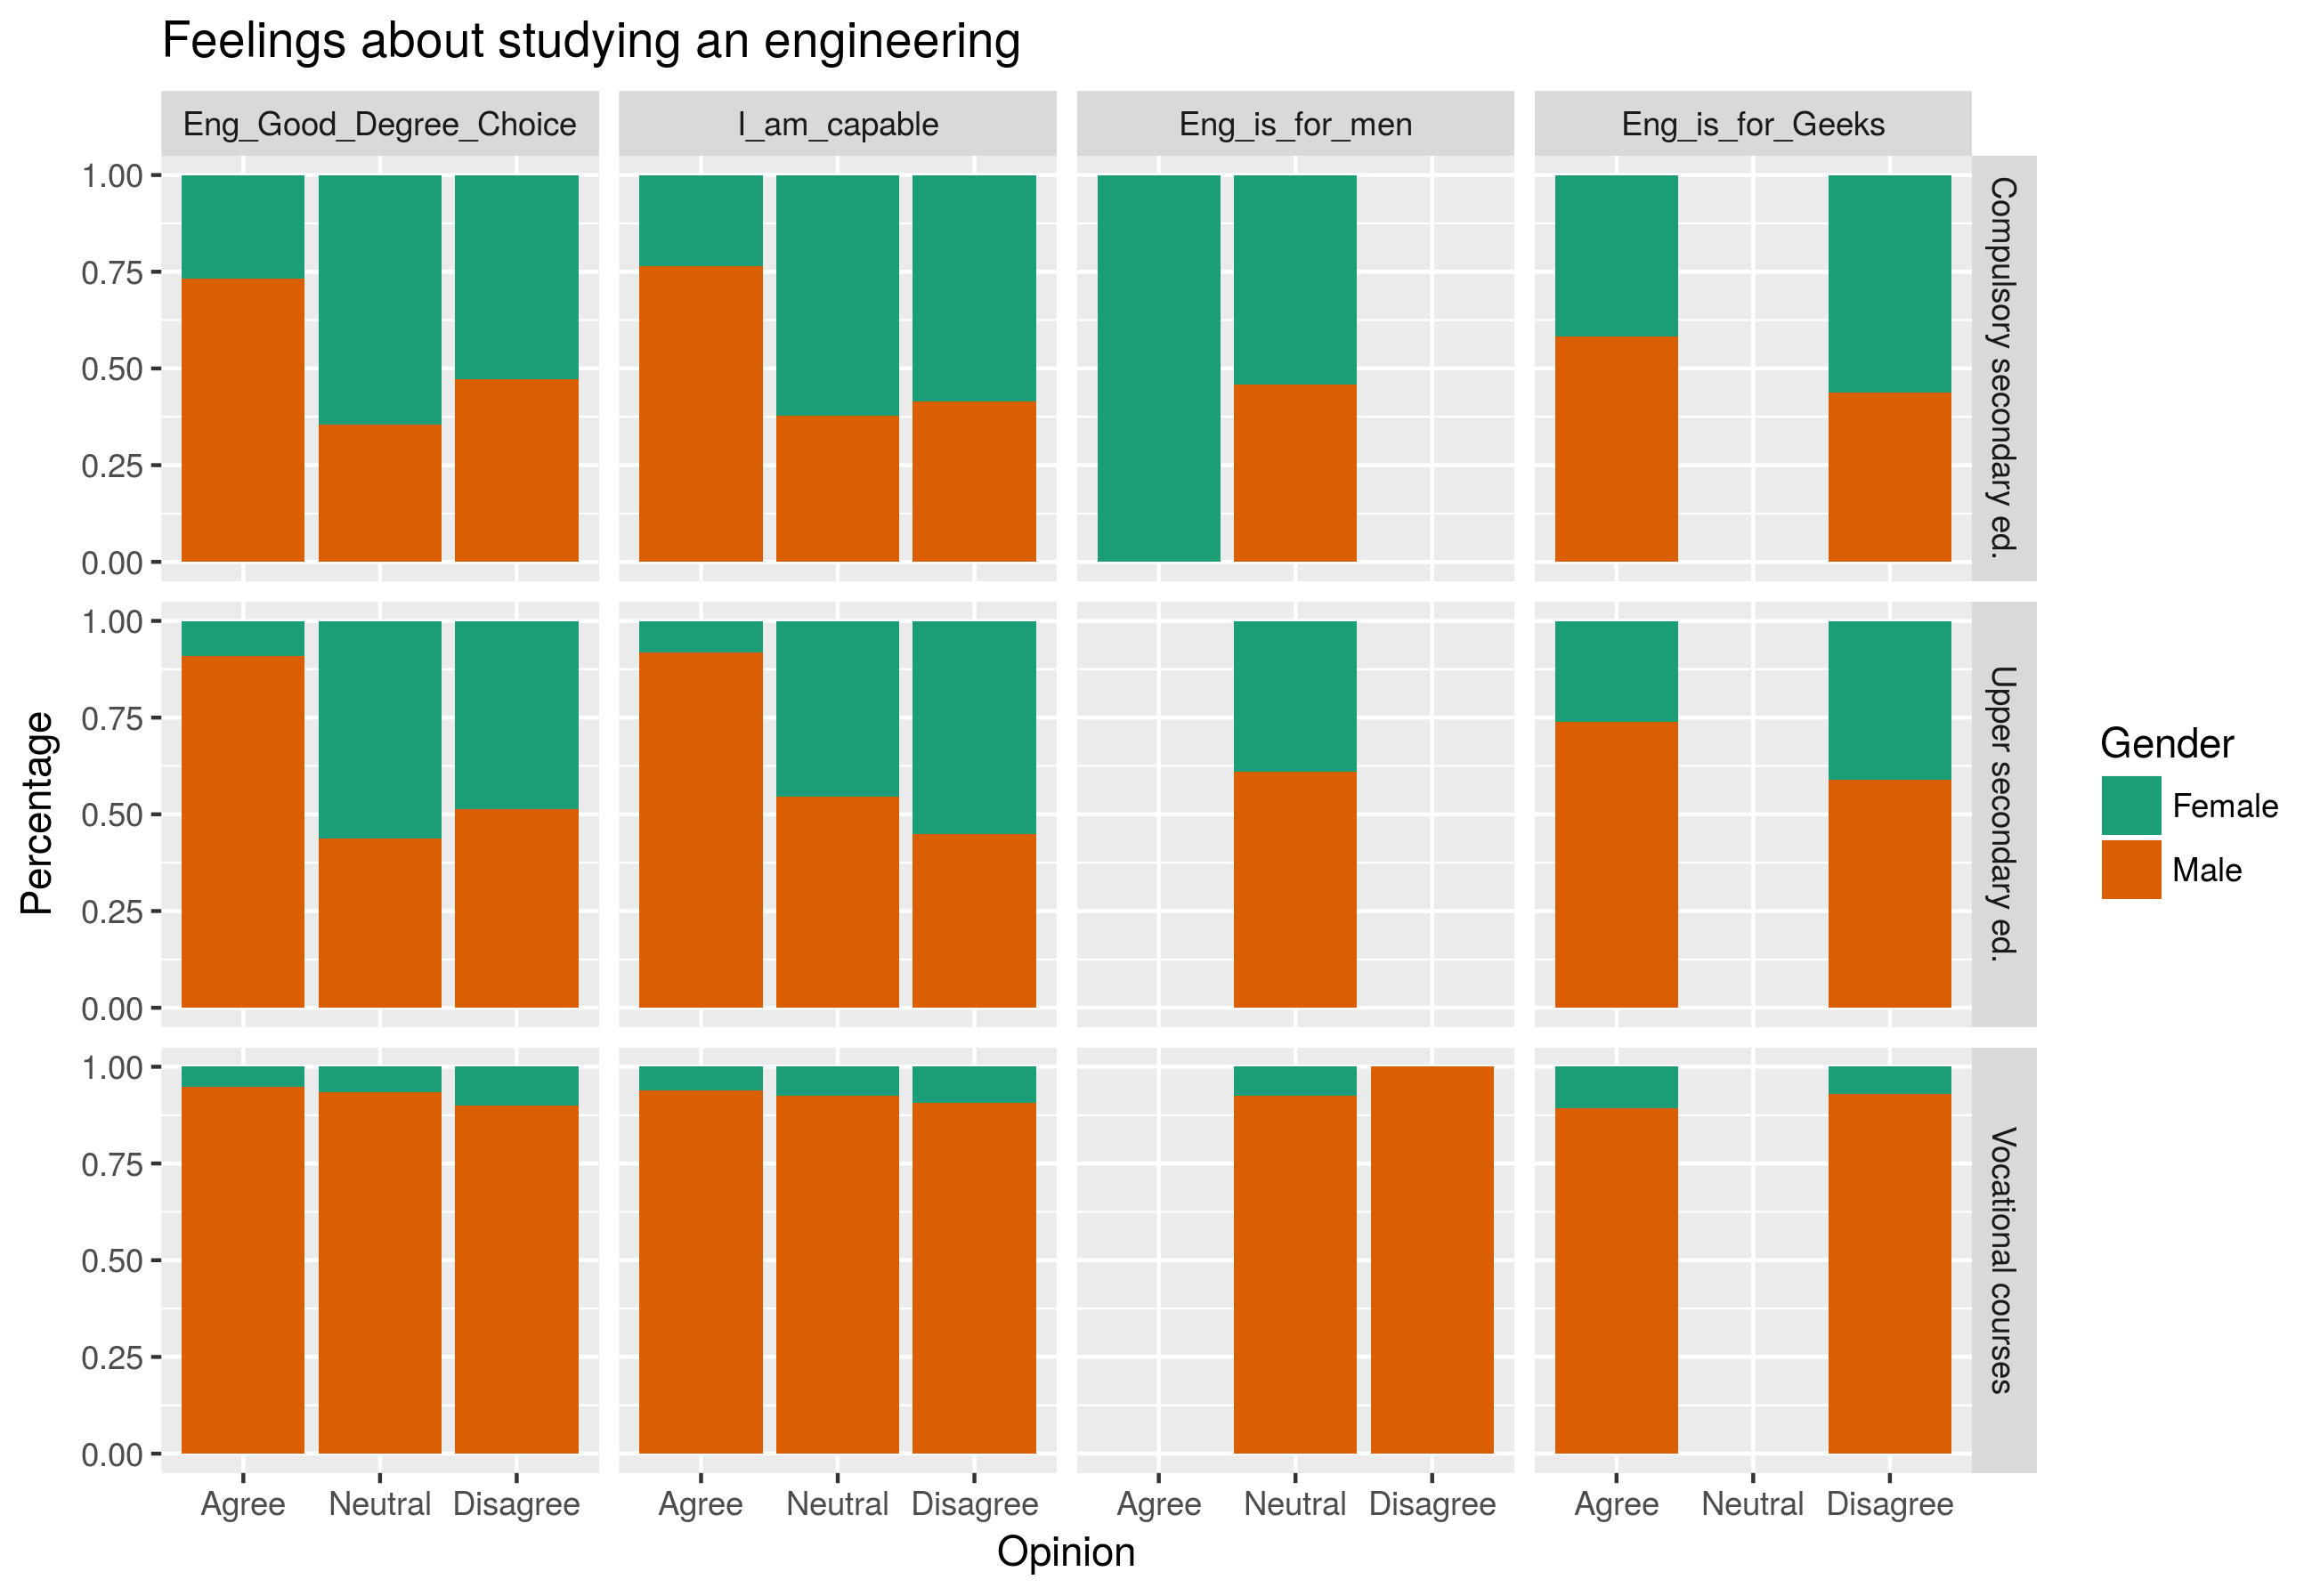 Feelings about studying an engineering
Eng_Good_Degree_Choice
I_am_capable
Eng_is_for_men
Eng_is_for_Geeks
1.00
0.75
0.50
0.25
0.00
Compulsory secondary ed.
1.00
0.75
0.50
0.25
0.00
Upper secondary ed.
1.00
0.75
0.50
0.25
0.00
Vocational courses
Percentage
Agree Neutral Disagree
Agree Neutral Disagree
Agree Neutral Disagree
Agree Neutral Disagree
Opinion
Gender
Female
Male